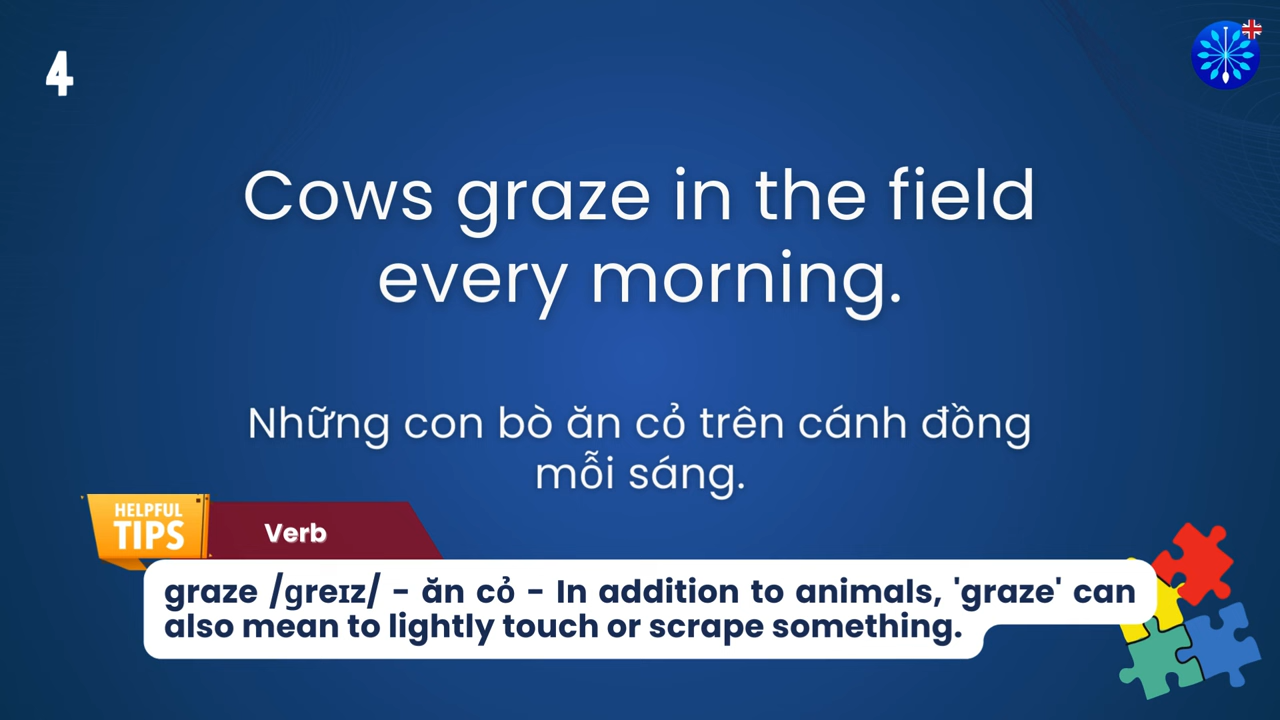 4
Cows graze in the field
every morning.
Những con bò ăn cỏ trên cánh đồng
mỗi sáng.
HELPFUL
TIPS
Verb
graze /ɡreɪz/ - ăn cỏ - In addition to animals, 'graze' can
also mean to lightly touch or scrape something.